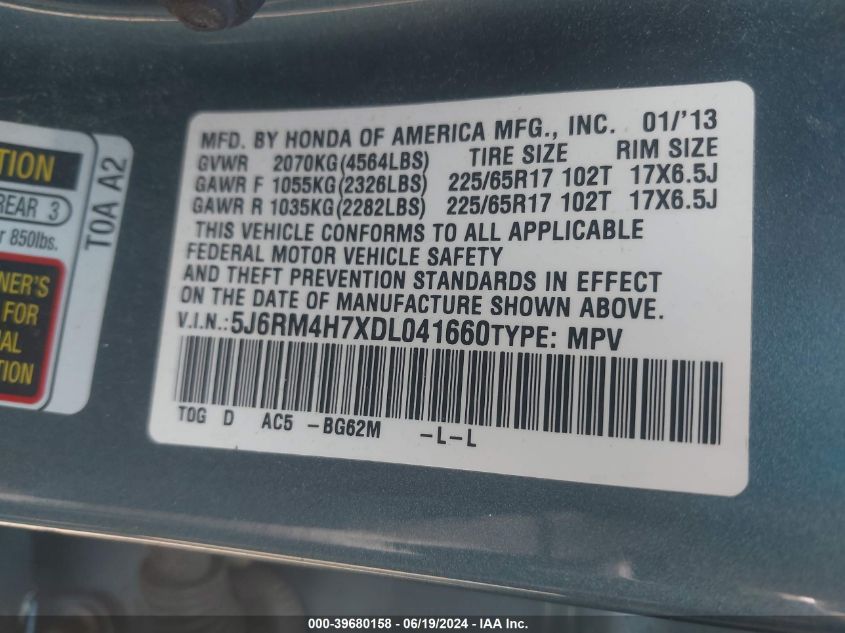 TION
REAR 3
r 850lbs.
NER'S
FOR
AL
TION
T0A A2
MFD. BY HONDA OF AMERICA MFG., INC. 01/'13
GVWR 2070KG(4564LBS) TIRE SIZE RIM SIZE
GAWR F 1055KG(2326LBS) 225/65R17 102T 17X6.5J
GAWR R 1035KG(2282LBS) 225/65R17 102T 17X6.5J
THIS VEHICLE CONFORMS TO ALL APPLICABLE
FEDERAL MOTOR VEHICLE SAFETY
AND THEFT PREVENTION STANDARDS IN EFFECT
ON THE DATE OF MANUFACTURE SHOWN ABOVE.
V.I.N.:5J6RM4H7XDL041660TYPE: MPV
T0G D AC5 -BG62M -L-L
000-39680158 - 06/19/2024 - IAA Inc.